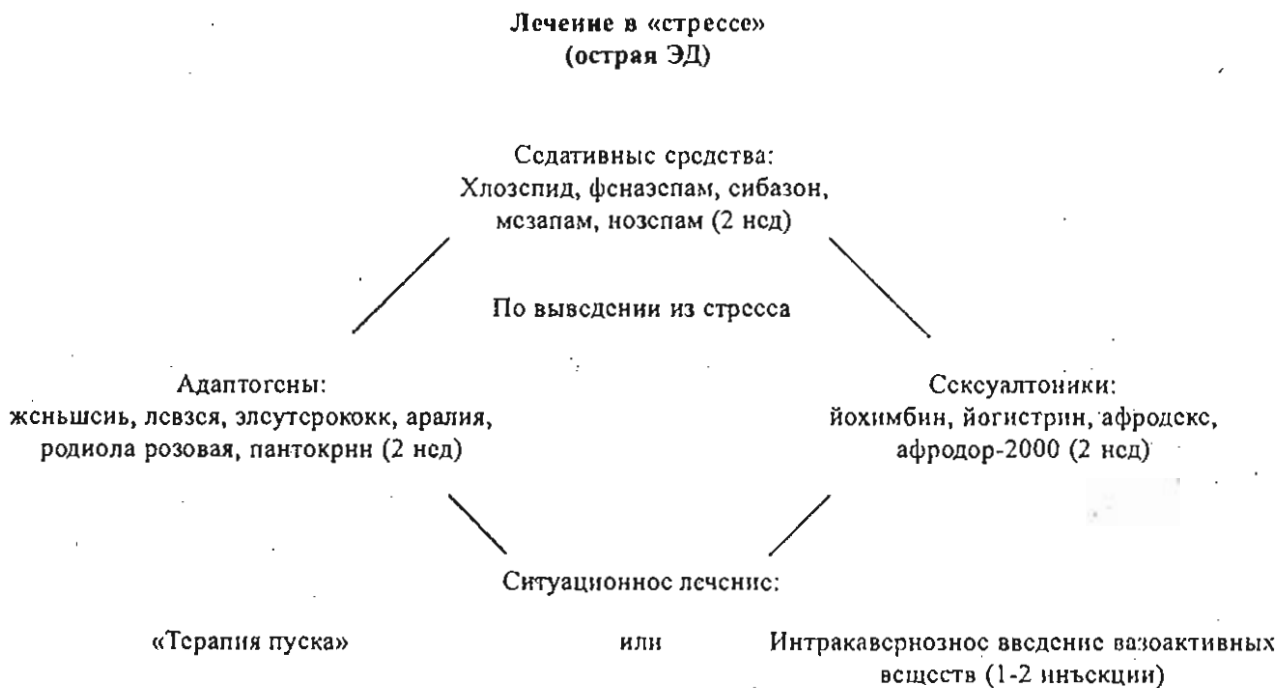 Лечение в «стрессе»
(острая ЭД)
Седативные средства:
Хлозепид, феназепам, сибазон,
мезапам, нозепам (2 нед)
По выведении из стресса
Адаптогены:
женьшень, левзея, элеутерококк, аралия,
родиола розовая, пантокрин (2 нед)
Сексуалтоники:
йохимбин, йогистрин, афродекс,
афродор-2000 (2 нед)
Ситуационное лечение:
«Терапия пуска» или Интракавернозное введение вазоактивных
веществ (1-2 инъекции)